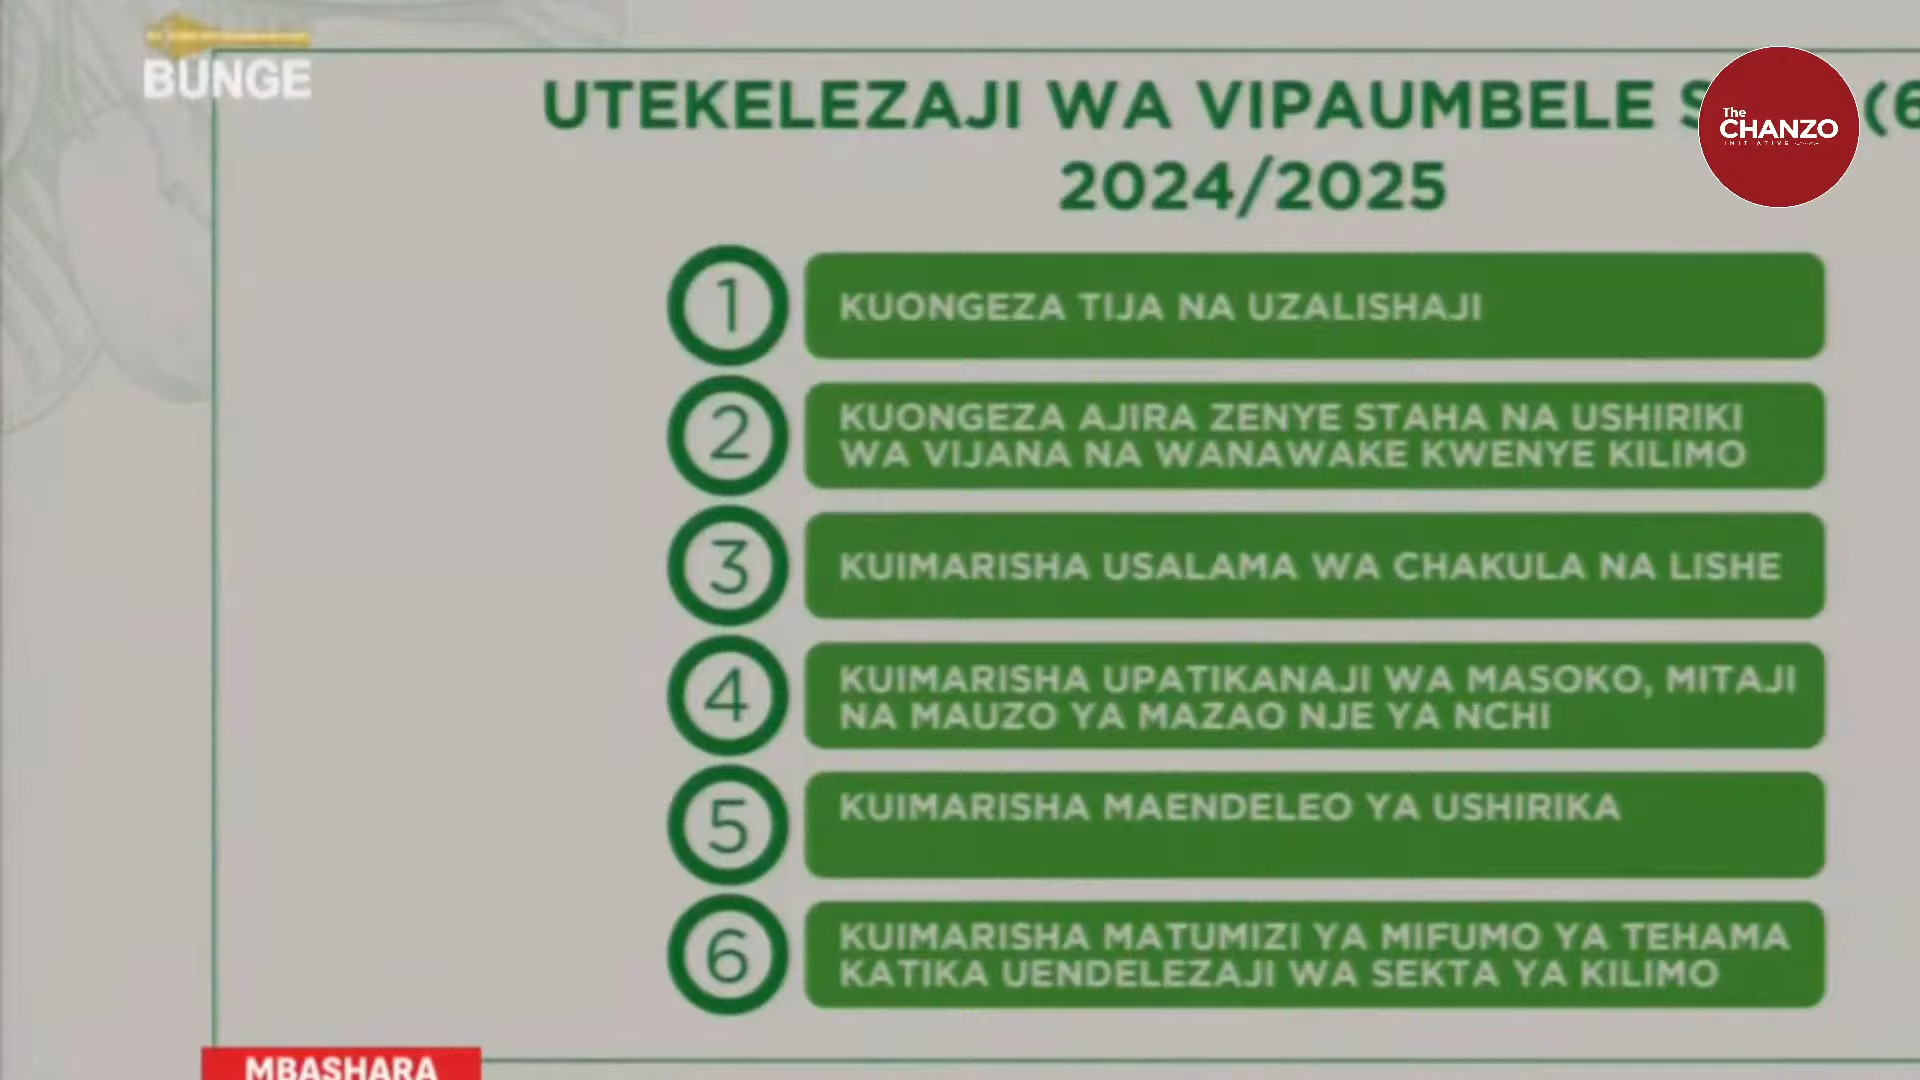 BUNGE
UTEKELEZAJI WA VIPAUMBELE
The
CHANZO
INITIATIVE
2024/2025
1
KUONGEZA TIJA NA UZALISHAJI
2
KUONGEZA AJIRA ZENYE STAHA NA USHIRIKI
WA VIJANA NA WANAWAKE KWENYE KILIMO
3
KUIMARISHA USALAMA WA CHAKULA NA LISHE
4
KUIMARISHA UPATIKANAJI WA MASOKO, MITAJI
NA MAUZO YA MAZAO NJE YA NCHI
5
KUIMARISHA MAENDELEO YA USHIRIKA
6
KUIMARISHA MATUMIZI YA MIFUMO YA TEHAMA
KATIKA UENDELEZAJI WA SEKTA YA KILIMO
MBASHARA